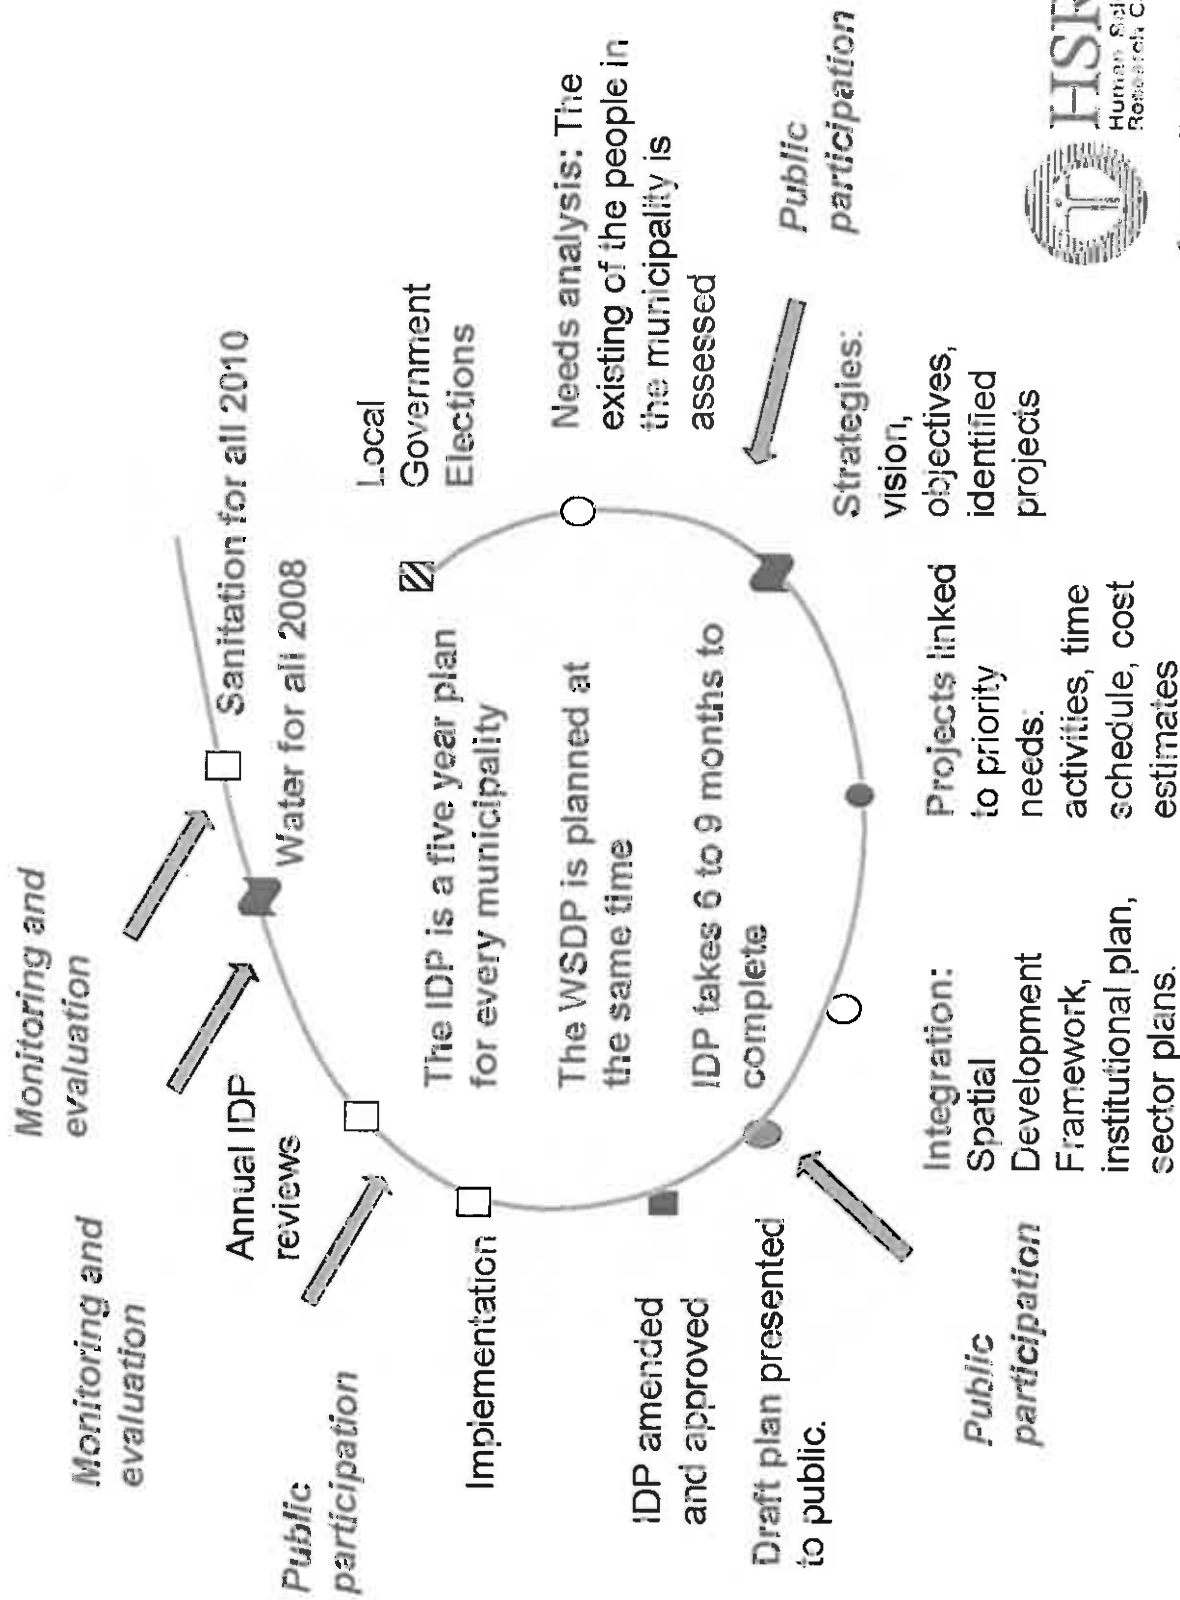 Monitoring and
evaluation
Monitoring and
evaluation
Sanitation for all 2010
Water for all 2008
Annual IDP
reviews
Public
participation
Local
Government
Elections
The IDP is a five year plan
for every municipality
Implementation
The WSDP is planned at
the same time
Needs analysis: The
existing of the people in
the municipality is
assessed
IDP amended
and approved
IDP takes 6 to 9 months to
complete
Draft plan presented
to public.
Public
participation
Strategies:
vision,
objectives,
identified
projects
Projects linked
to priority
needs:
activities, time
schedule, cost
estimates
Integration:
Spatial
Development
Framework,
institutional plan,
sector plans.
Public
participation
HSR
Human Sci
Research C